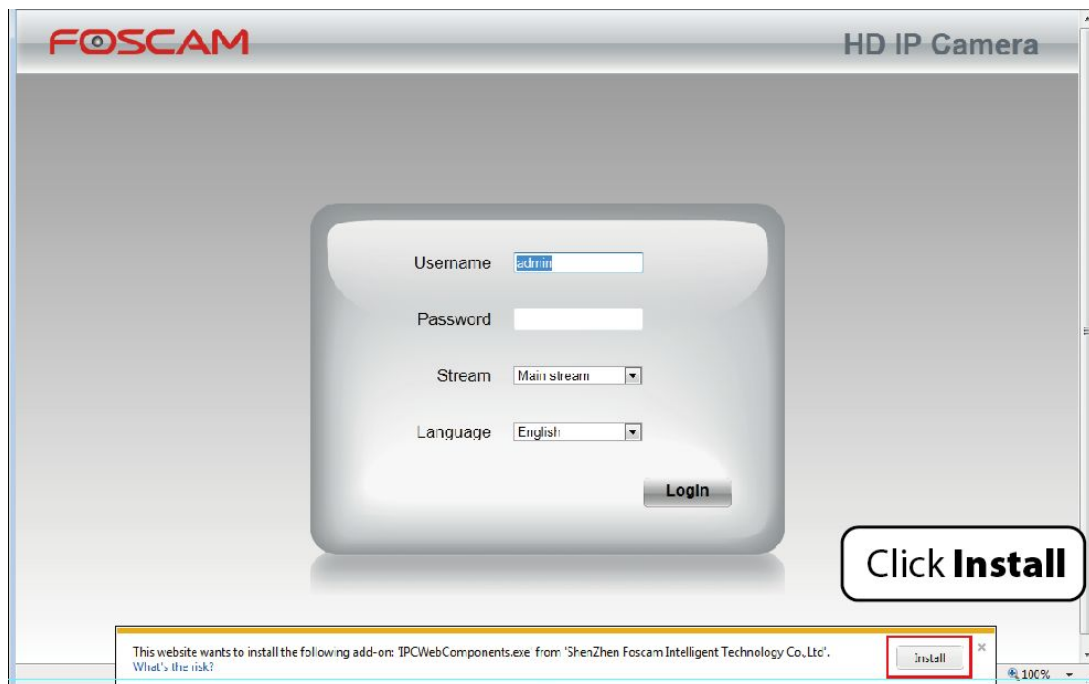 FOSCAM
HD IP Camera
Username admin
Password
Stream Main stream
Language English
Login
Click Install
This website wants to install the following add-on: 'IPCWebComponents.exe' from 'ShenZhen Foscam Intelligent Technology Co,Ltd'.
What's the risk?
Install
100%